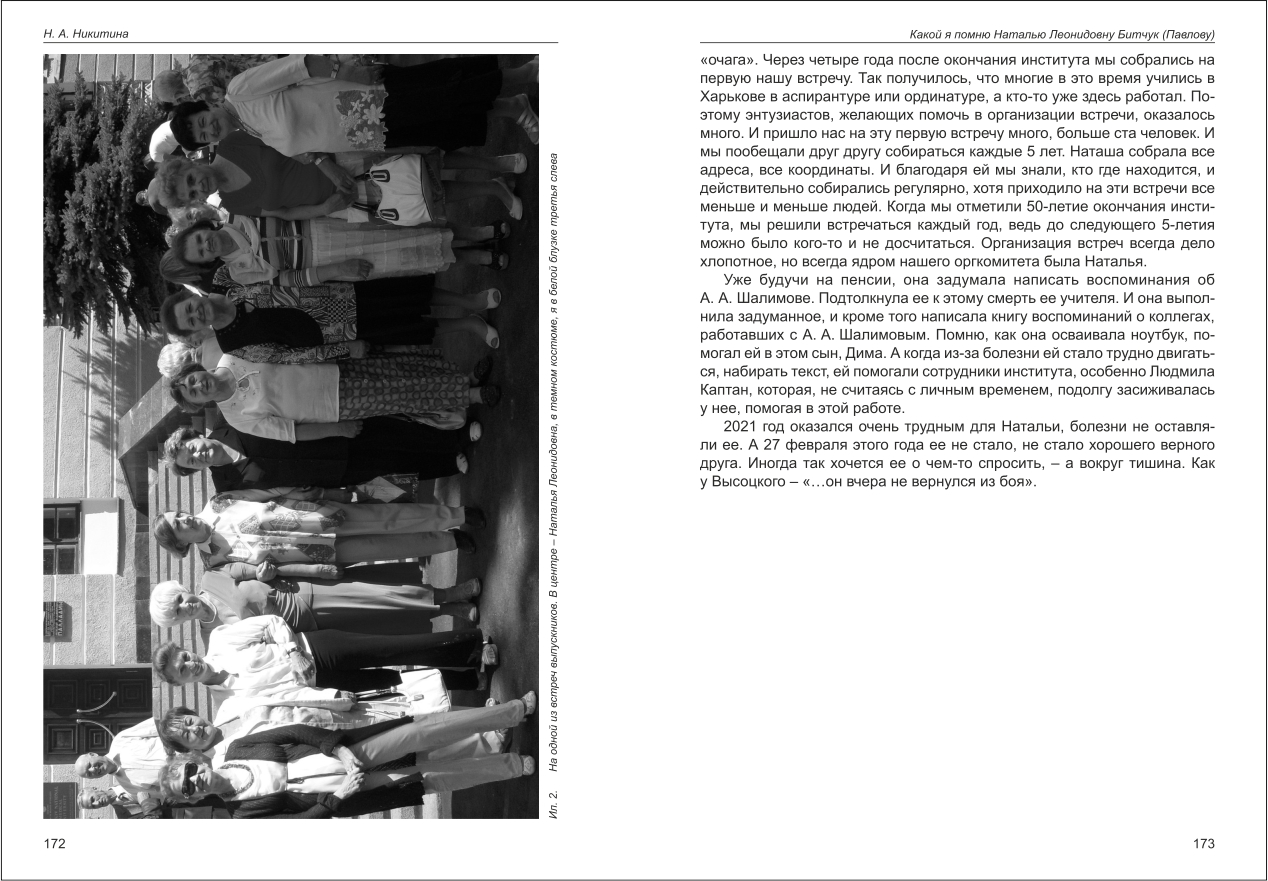 Н. А. Никитина
Ил. 2. На одной из встреч выпускников. В центре – Наталья Леонидовна, в темном костюме, я в белой блузке третья слева
172
Какой я помню Наталью Леонидовну Битчук (Павлову)
«очага». Через четыре года после окончания института мы собрались на
первую нашу встречу. Так получилось, что многие в это время учились в
Харькове в аспирантуре или ординатуре, а кто-то уже здесь работал. По-
этому энтузиастов, желающих помочь в организации встречи, оказалось
много. И пришло нас на эту первую встречу много, больше ста человек. И
мы пообещали друг другу собираться каждые 5 лет. Наташа собрала все
адреса, все координаты. И благодаря ей мы знали, кто где находится, и
действительно собирались регулярно, хотя приходило на эти встречи все
меньше и меньше людей. Когда мы отметили 50-летие окончания инсти-
тута, мы решили встречаться каждый год, ведь до следующего 5-летия
можно было кого-то и не досчитаться. Организация встреч всегда дело
хлопотное, но всегда ядром нашего оргкомитета была Наталья.
Уже будучи на пенсии, она задумала написать воспоминания об
А. А. Шалимове. Подтолкнула ее к этому смерть ее учителя. И она выпол-
нила задуманное, и кроме того написала книгу воспоминаний о коллегах,
работавших с А. А. Шалимовым. Помню, как она осваивала ноутбук, по-
могал ей в этом сын, Дима. А когда из-за болезни ей стало трудно двигать-
ся, набирать текст, ей помогали сотрудники института, особенно Людмила
Каптан, которая, не считаясь с личным временем, подолгу засиживалась
у нее, помогая в этой работе.
2021 год оказался очень трудным для Натальи, болезни не оставля-
ли ее. А 27 февраля этого года ее не стало, не стало хорошего верного
друга. Иногда так хочется ее о чем-то спросить, – а вокруг тишина. Как
у Высоцкого – «…он вчера не вернулся из боя».
173